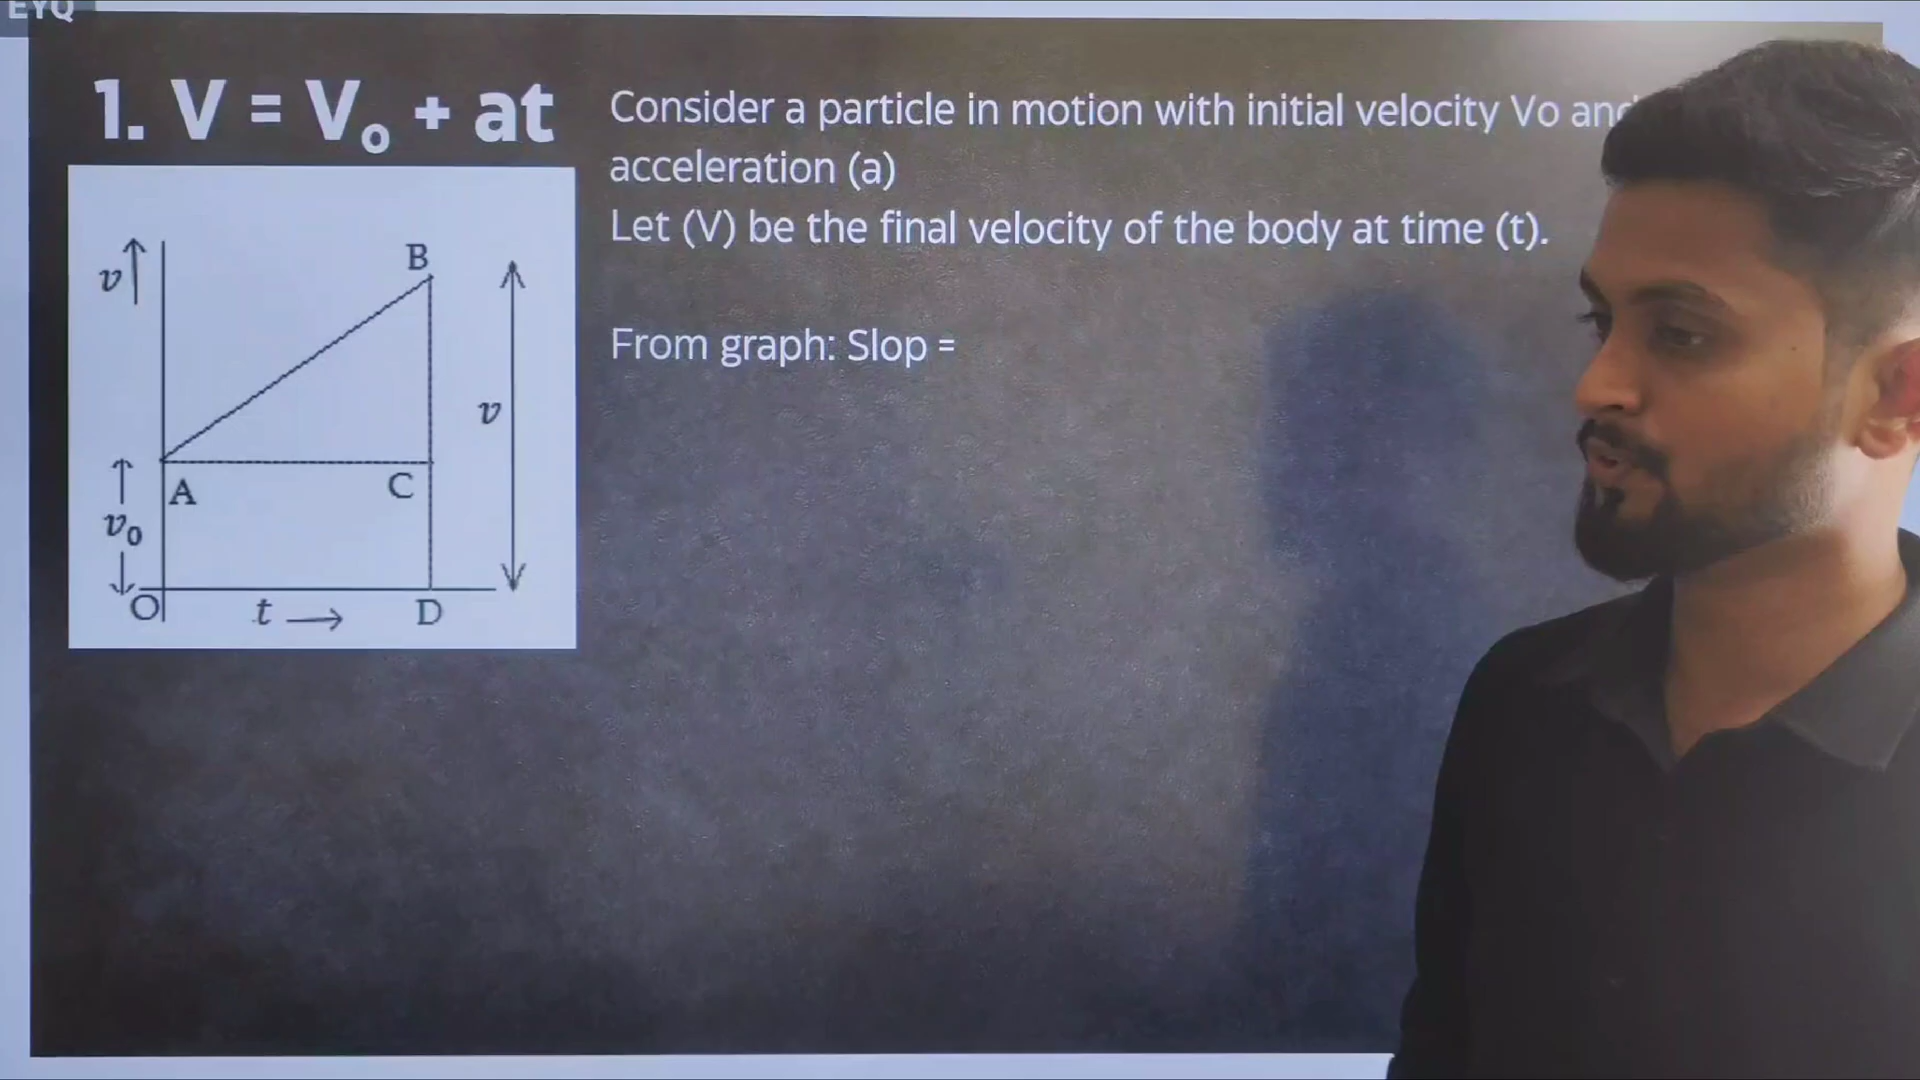 EYQ
1. V = Vo + at
Consider a particle in motion with initial velocity Vo and
acceleration (a)
Let (V) be the final velocity of the body at time (t).
From graph: Slop =
v
B
v
A
C
v0
O
t
D